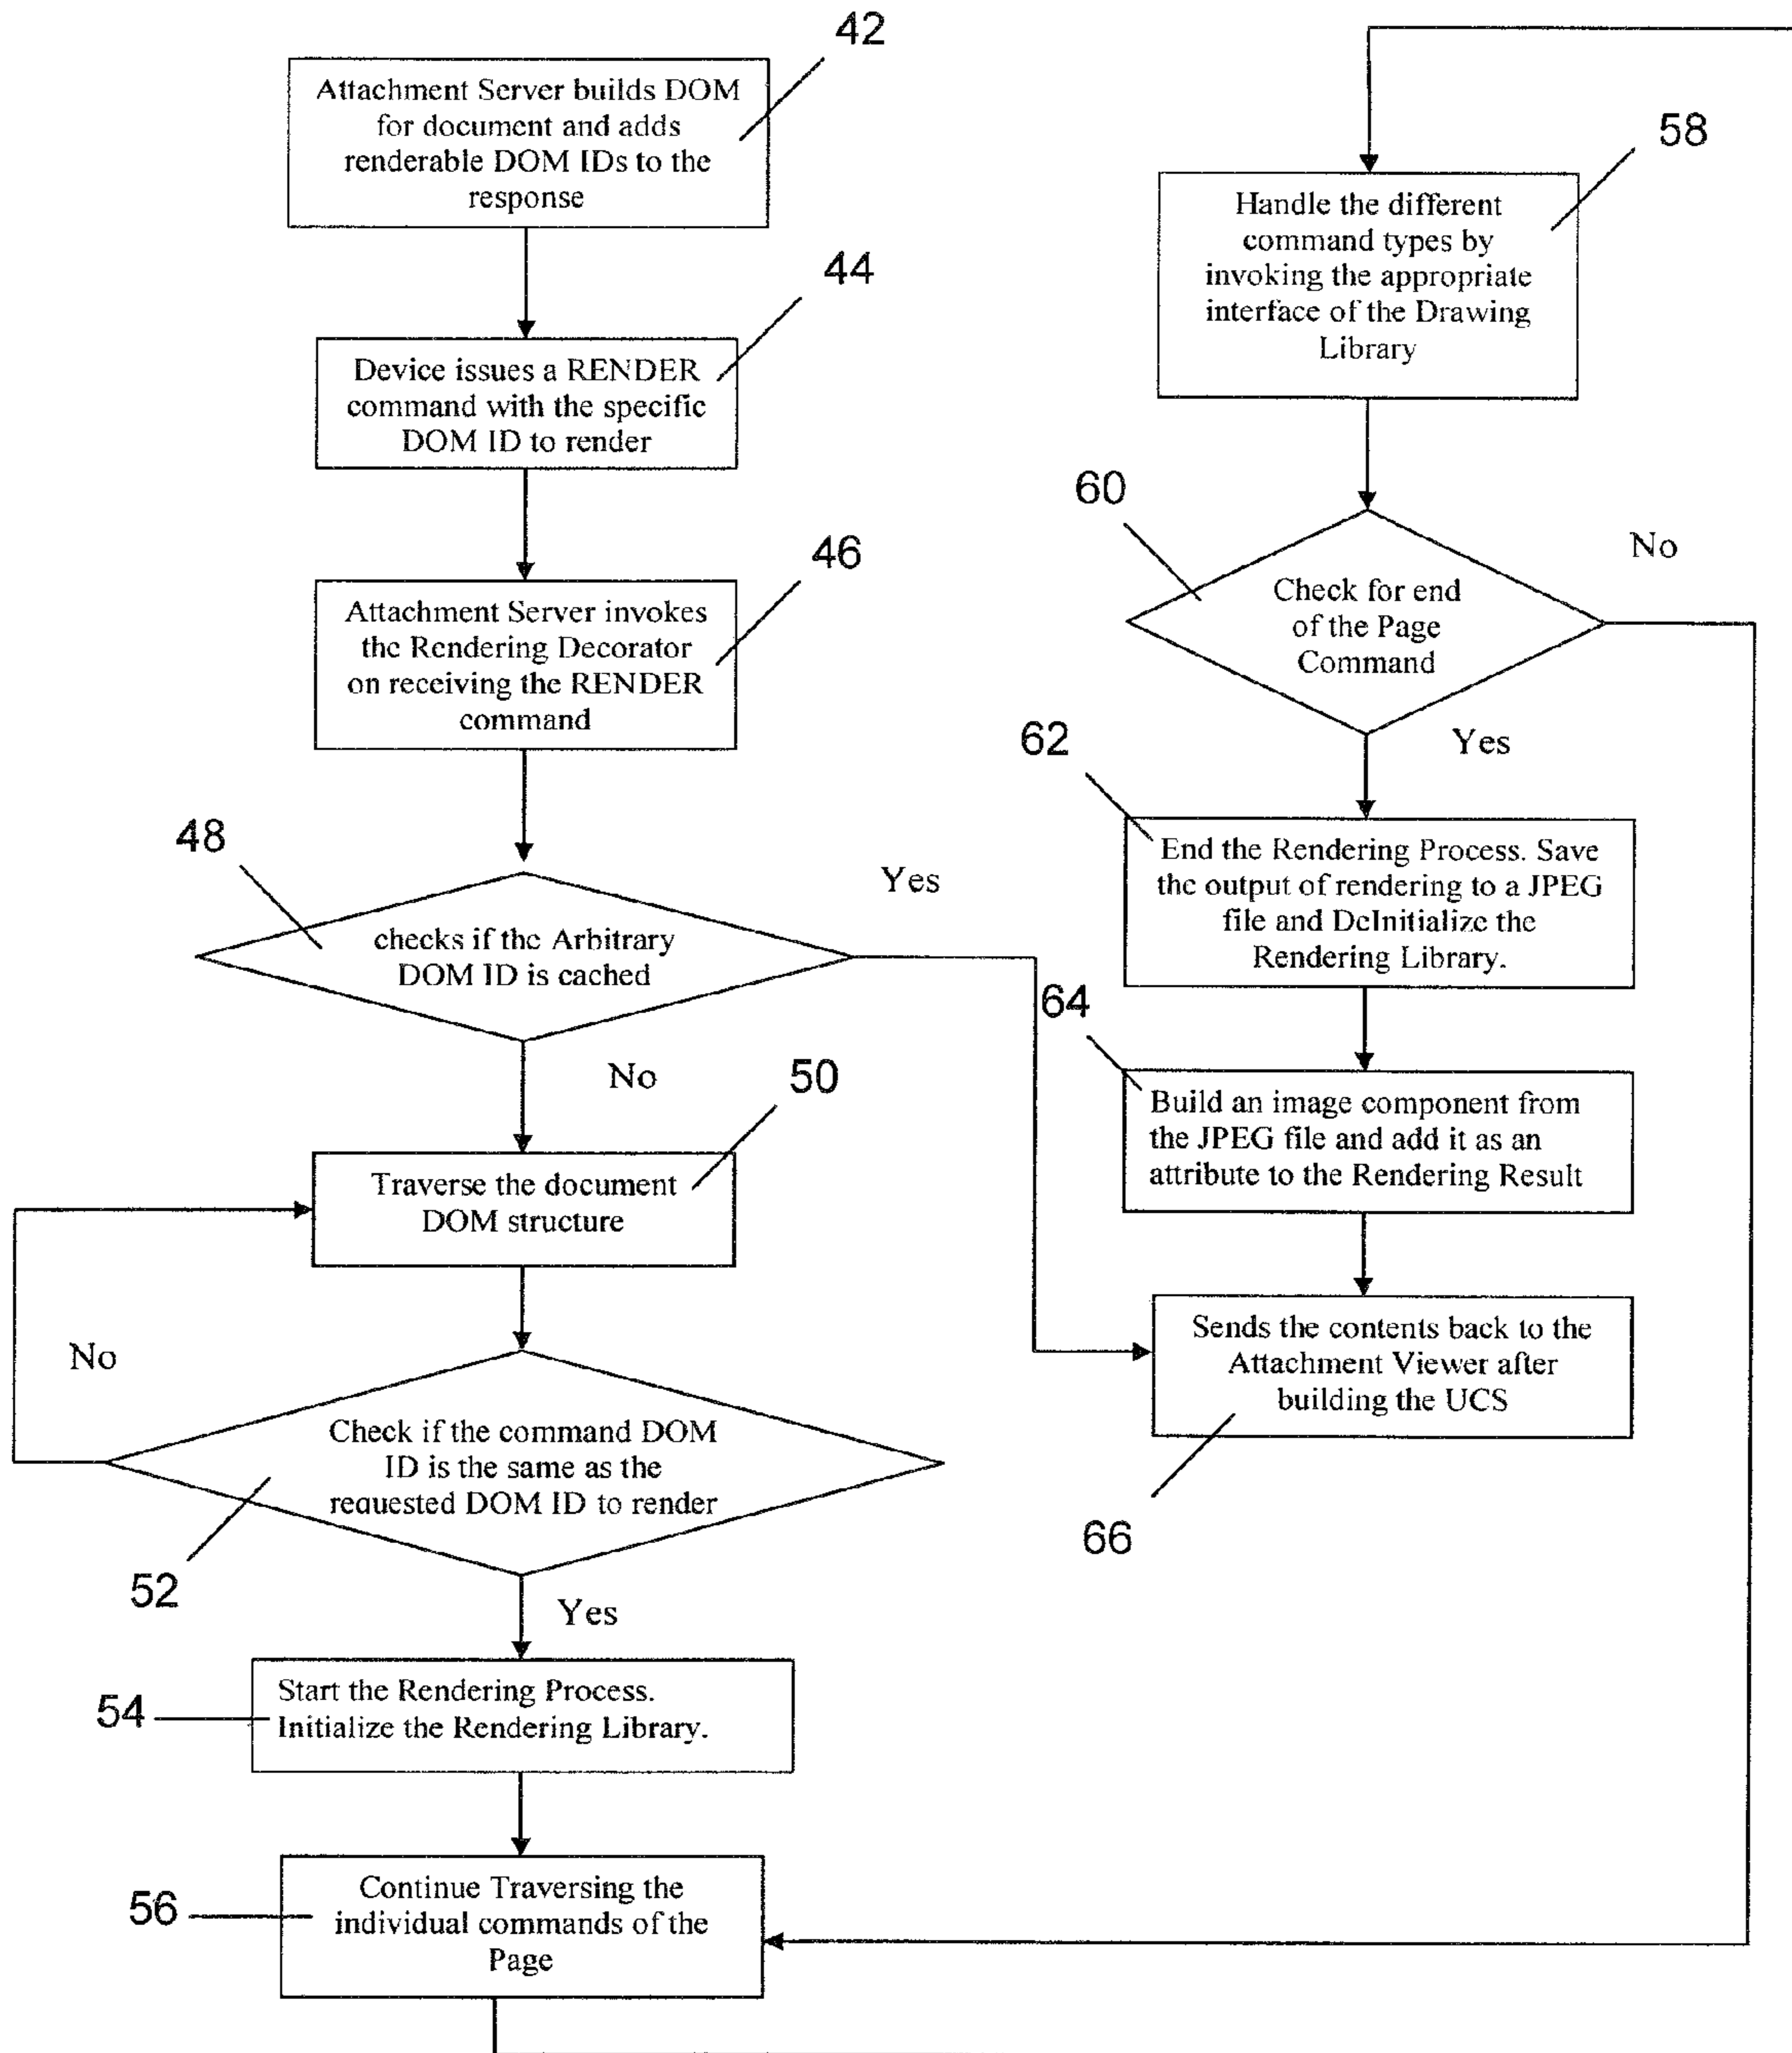 42
Attachment Server builds DOM
for document and adds
renderable DOM IDs to the
response
44
Device issues a RENDER
command with the specific
DOM ID to render
46
Attachment Server invokes
the Rendering Decorator
on receiving the RENDER
command
48
Yes
checks if the Arbitrary
DOM ID is cached
No
50
Traverse the document
DOM structure
No
Check if the command DOM
ID is the same as the
requested DOM ID to render
52
Yes
54
Start the Rendering Process.
Initialize the Rendering Library.
56
Continue Traversing the
individual commands of the
Page
58
Handle the different
command types by
invoking the appropriate
interface of the Drawing
Library
60
No
Check for end
of the Page
Command
Yes
62
End the Rendering Process. Save
the output of rendering to a JPEG
file and DeInitialize the
Rendering Library.
64
Build an image component from
the JPEG file and add it as an
attribute to the Rendering Result
Sends the contents back to the
Attachment Viewer after
building the UCS
66